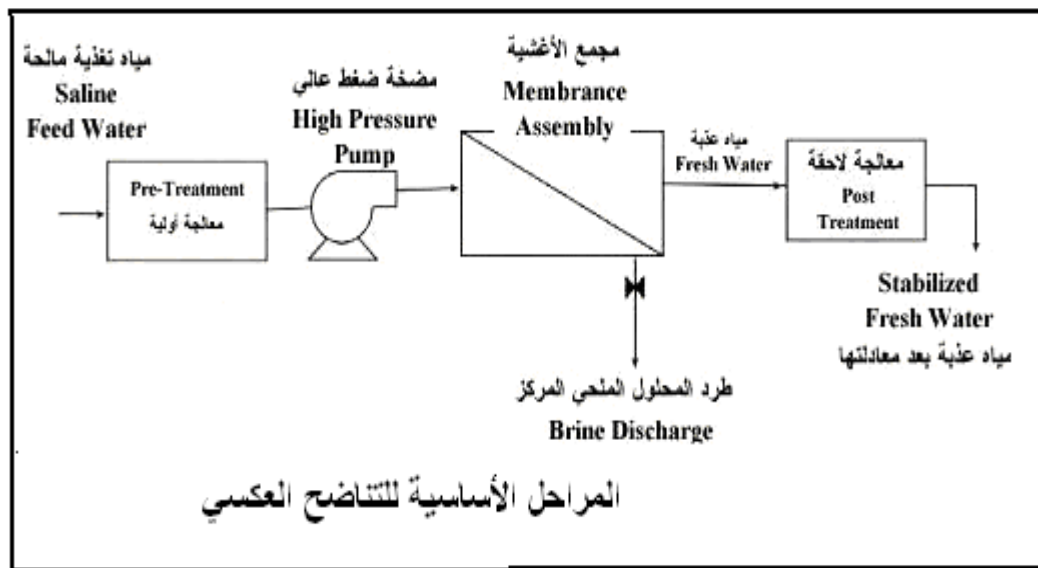 مياه تغذية مالحة
Saline
Feed Water
Pre-Treatment
معالجة أولية
مضخة ضغط عالي
High Pressure
Pump
مجمع الأغشية
Membrance
Assembly
مياه عذبة
Fresh Water
معالجة لاحقة
Post
Treatment
Stabilized
Fresh Water
مياه عذبة بعد معادلتها
طرد المحلول الملحي المركز
Brine Discharge
المراحل الأساسية للتناضح العكسي